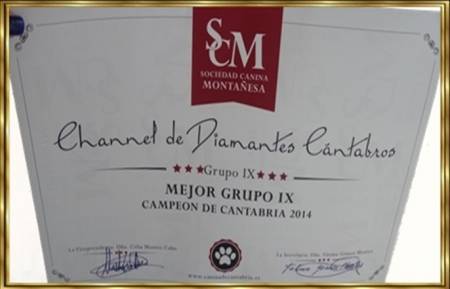 SCM
SOCIEDAD CANINA
MONTAÑESA
Channel de Diamantes Cántabros
★★★Grupo IX★★★
MEJOR GRUPO IX
CAMPEON DE CANTABRIA 2014